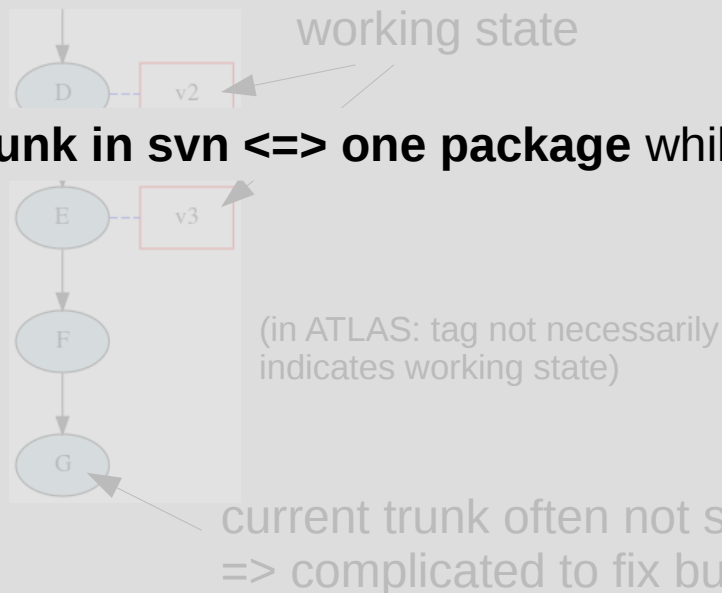 working state
D
v2
unk in svn <=> one package whil
E
v3
F
(in ATLAS: tag not necessarily
indicates working state)
G
current trunk often not s
=> complicated to fix bu